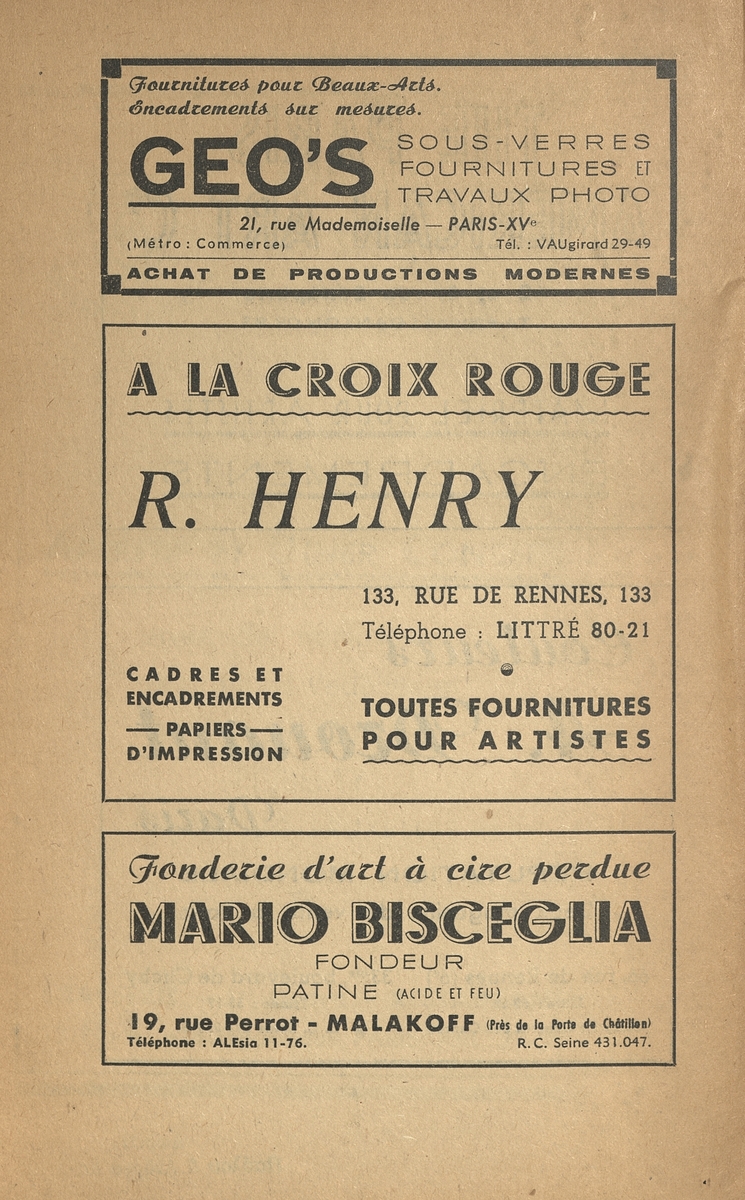 Fournitures pour Beaux-Arts.
Encadrements sur mesures.
GEO'S
SOUS-VERRES
FOURNITURES ET
TRAVAUX PHOTO
21, rue Mademoiselle — PARIS-XVe
(Métro : Commerce) Tél. : VAUgirard 29-49
ACHAT DE PRODUCTIONS MODERNES
A LA CROIX ROUGE
R. HENRY
133, RUE DE RENNES, 133
Téléphone : LITTRÉ 80-21
CADRES ET
ENCADREMENTS
— PAPIERS —
D'IMPRESSION
TOUTES FOURNITURES
POUR ARTISTES
Fonderie d'art à cire perdue
MARIO BISCEGLIA
FONDEUR
PATINE (ACIDE ET FEU)
19, rue Perrot - MALAKOFF (Près de la Porte de Châtillon)
Téléphone : ALEsia 11-76. R. C. Seine 431.047.